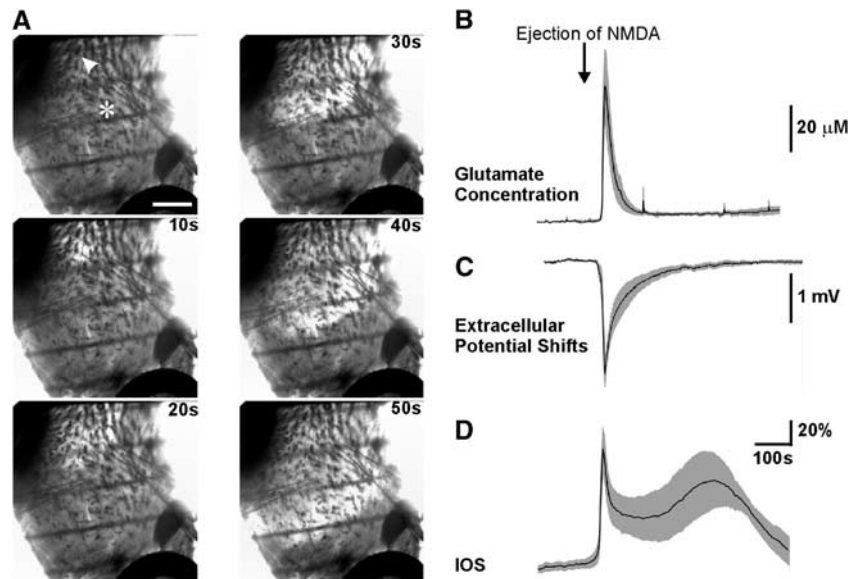 A
30s
*
10s
40s
20s
50s
B
Ejection of NMDA
20 μM
Glutamate
Concentration
C
1 mV
Extracellular
Potential Shifts
D
20%
100s
IOS